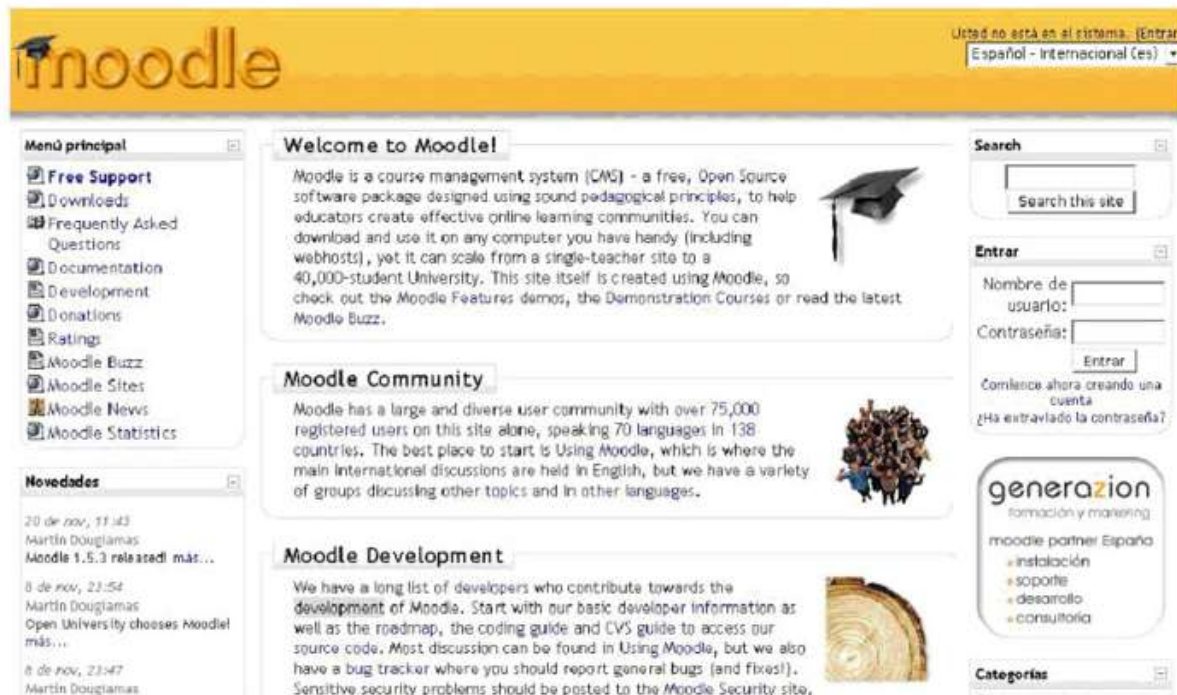 moodle
Usted no está en el sistema. (Entrar
Español - Internacional (es)
Menú principal
Free Support
Downloads
Frequently Asked
Questions
Documentation
Development
Donations
Ratings
Moodle Buzz
Moodle Sites
Moodle News
Moodle Statistics
Novedades
20 de nov, 11:43
Martin Dougiamas
Moodle 1.5.3 released! más...
8 de nov, 23:54
Martin Dougiamas
Open University chooses Moodle!
más...
8 de nov, 23:47
Martin Dougiamas
Welcome to Moodle!
Moodle is a course management system (CMS) - a free, Open Source
software package designed using sound pedagogical principles, to help
educators create effective online learning communities. You can
download and use it on any computer you have handy (including
webhosts), yet it can scale from a single-teacher site to a
40,000-student University. This site itself is created using Moodle, so
check out the Moodle Features demos, the Demonstration Courses or read the latest
Moodle Buzz.
Moodle Community
Moodle has a large and diverse user community with over 75,000
registered users on this site alone, speaking 70 languages in 138
countries. The best place to start is Using Moodle, which is where the
main international discussions are held in English, but we have a variety
of groups discussing other topics and in other languages.
Moodle Development
We have a long list of developers who contribute towards the
development of Moodle. Start with our basic developer information as
well as the roadmap, the coding guide and CVS guide to access our
source code. Most discussion can be found in Using Moodle, but we also
have a bug tracker where you should report general bugs (and fixes!).
Sensitive security problems should be posted to the Moodle Security site,
Search
Search this site
Entrar
Nombre de
usuario:
Contraseña:
Entrar
Comience ahora creando una
cuenta
¿Ha extraviado la contraseña?
generazion
formación y marketing
moodle partner España
instalación
soporte
desarrollo
consultoría
Categorías